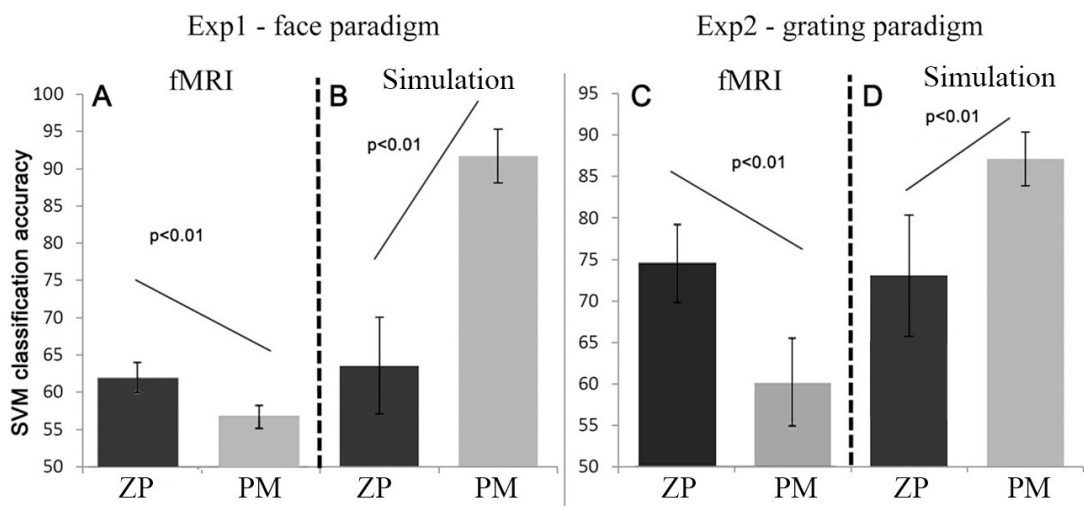 Exp1 - face paradigm
Exp2 - grating paradigm
A
fMRI
B
Simulation
C
fMRI
D
Simulation
SVM classification accuracy
100
95
90
85
80
75
70
65
60
55
50
p<0.01
p<0.01
95
90
85
80
75
70
65
60
55
50
p<0.01
p<0.01
ZP
PM
ZP
PM
ZP
PM
ZP
PM